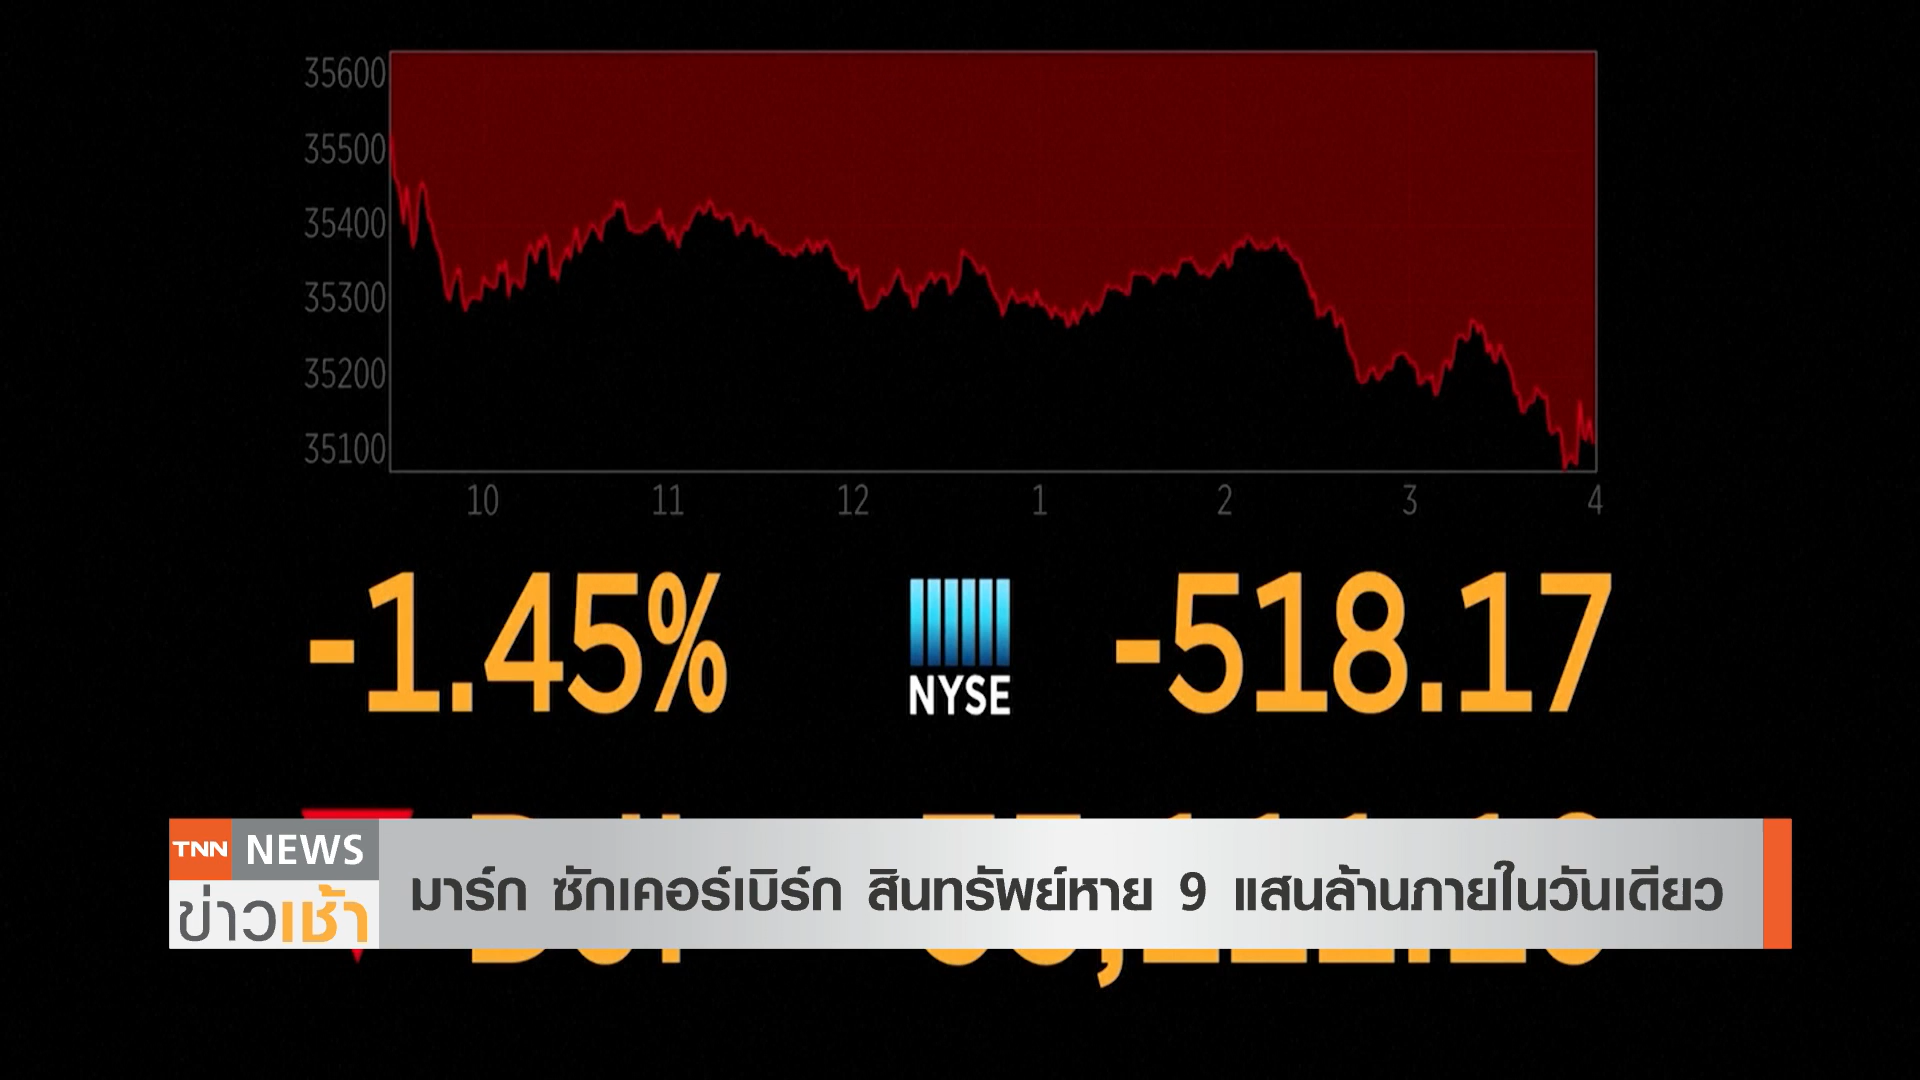 35600
35500
35400
35300
35200
35100
10 11 12 1 2 3 4
-1.45% NYSE -518.17
TNN NEWS
ข่าวเช้า
มาร์ก ซักเคอร์เบิร์ก สินทรัพย์หาย 9 แสนล้านภายในวันเดียว